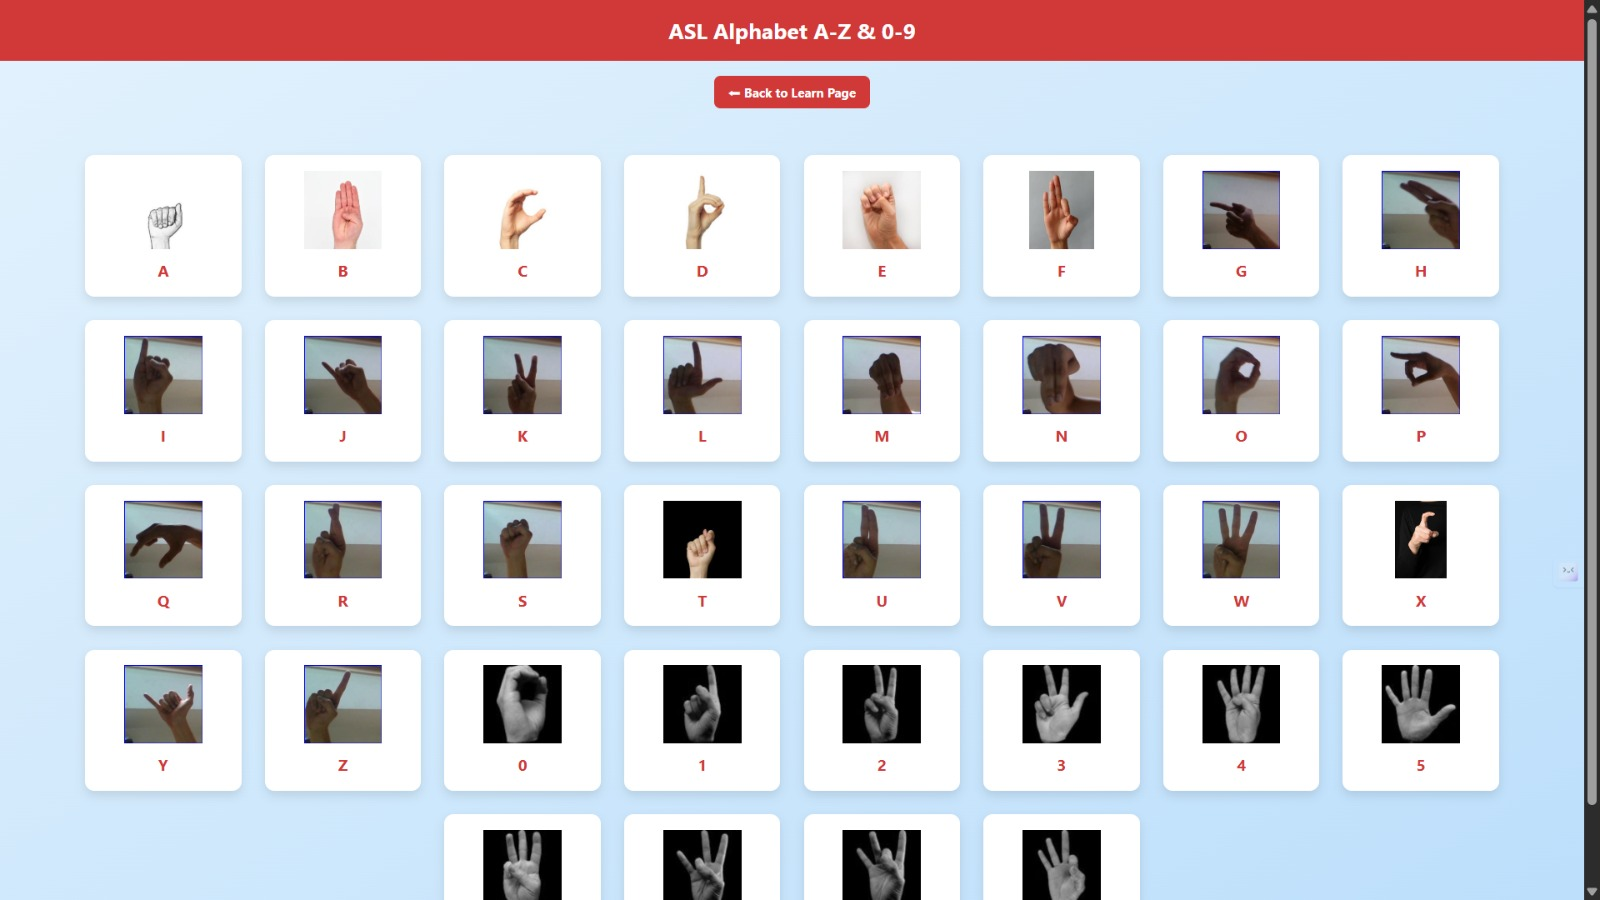 ASL Alphabet A-Z & 0-9
← Back to Learn Page
A B C D E F G H
I J K L M N O P
Q R S T U V W X
Y Z 0 1 2 3 4 5